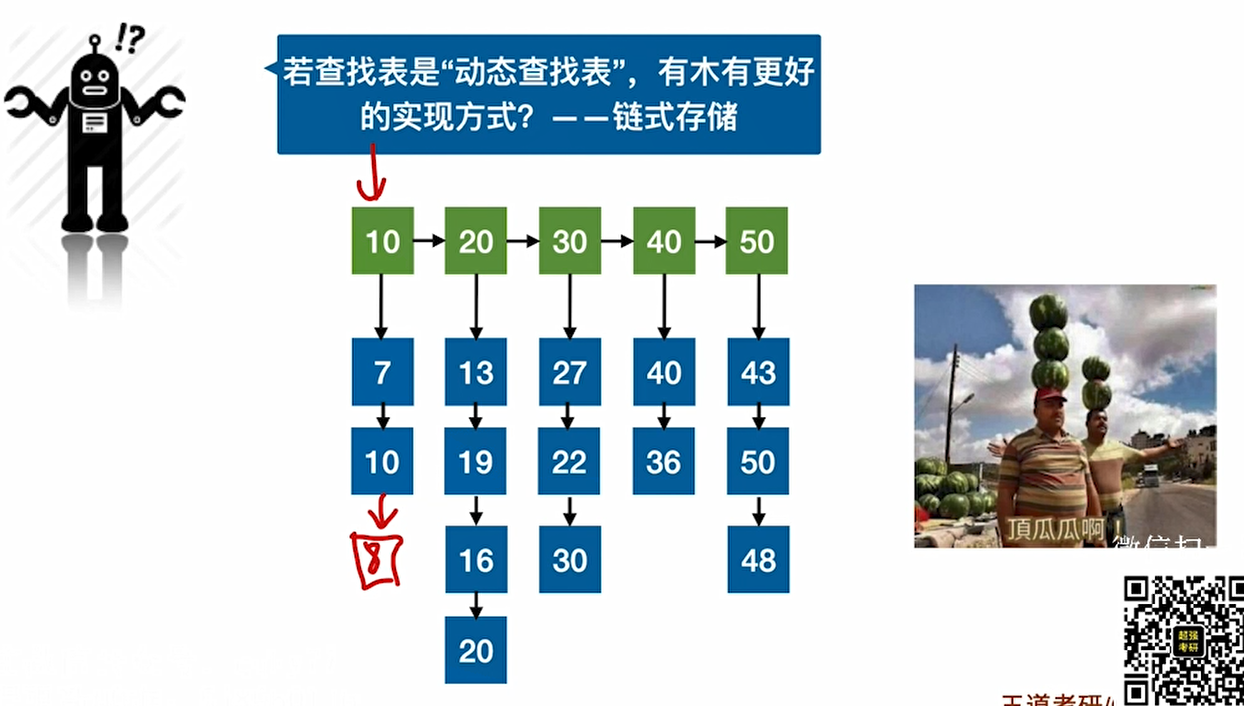 !?
若查找表是“动态查找表”，有木有更好
的实现方式？——链式存储
10 20 30 40 50
7 13 27 40 43
10 19 22 36 50
8 16 30 48
20
頂瓜瓜啊！
微信扫一
超强
考研
王道考研/